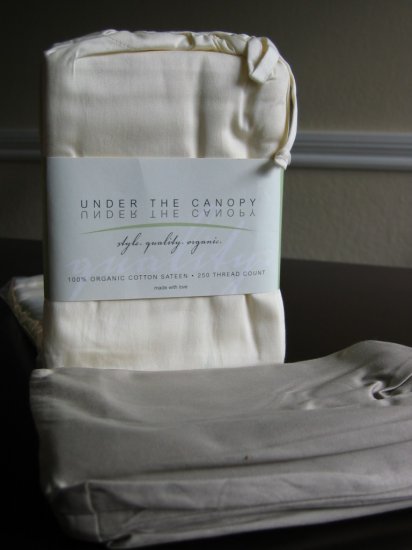 UNDER THE CANOPY
UNDER THE CANOPY
style. quality. organic.
100% ORGANIC COTTON SATEEN • 250 THREAD COUNT
made with love